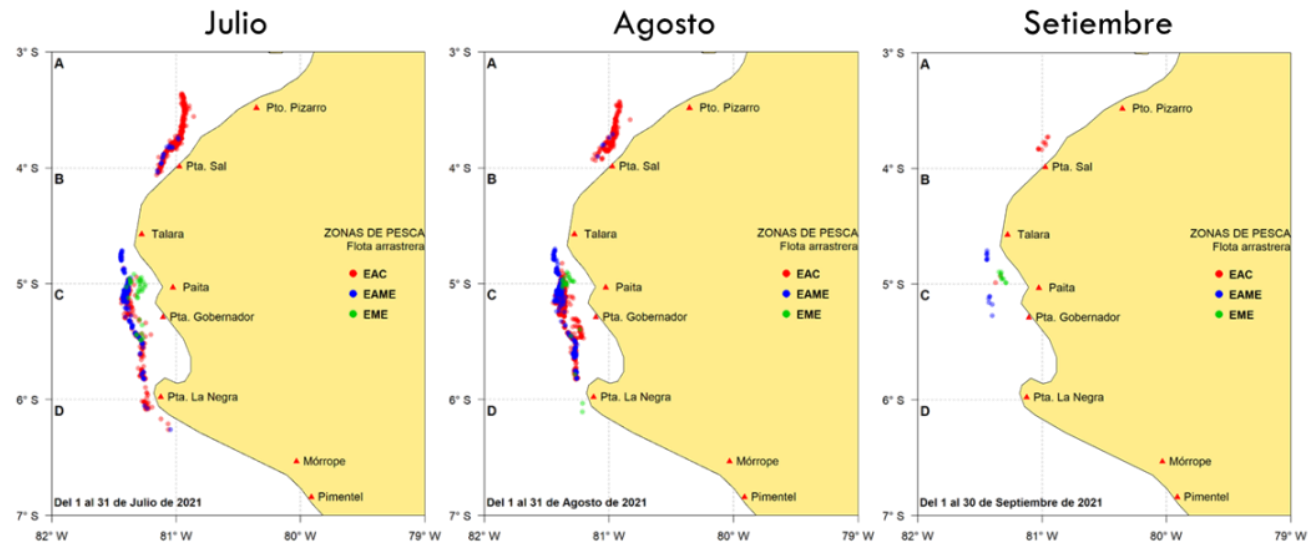 Julio
3° S
A
Pto. Pizarro
4° S
Pta. Sal
B
Talara
ZONAS DE PESCA
Flota arrastrera
EAC
5° S
Paita
C
EAME
Pta. Gobernador
EME
6° S
Pta. La Negra
D
Mórrope
Del 1 al 31 de Julio de 2021
Pimentel
7° S
82° W
81° W
80° W
79° W
Agosto
3° S
A
Pto. Pizarro
4° S
Pta. Sal
B
Talara
ZONAS DE PESCA
Flota arrastrera
EAC
5° S
Paita
C
EAME
Pta. Gobernador
EME
6° S
Pta. La Negra
D
Mórrope
Del 1 al 31 de Agosto de 2021
Pimentel
7° S
82° W
81° W
80° W
79° W
Setiembre
3° S
A
Pto. Pizarro
4° S
Pta. Sal
B
Talara
ZONAS DE PESCA
Flota arrastrera
EAC
5° S
Paita
C
EAME
Pta. Gobernador
EME
6° S
Pta. La Negra
D
Mórrope
Del 1 al 30 de Septiembre de 2021
Pimentel
7° S
82° W
81° W
80° W
79° W